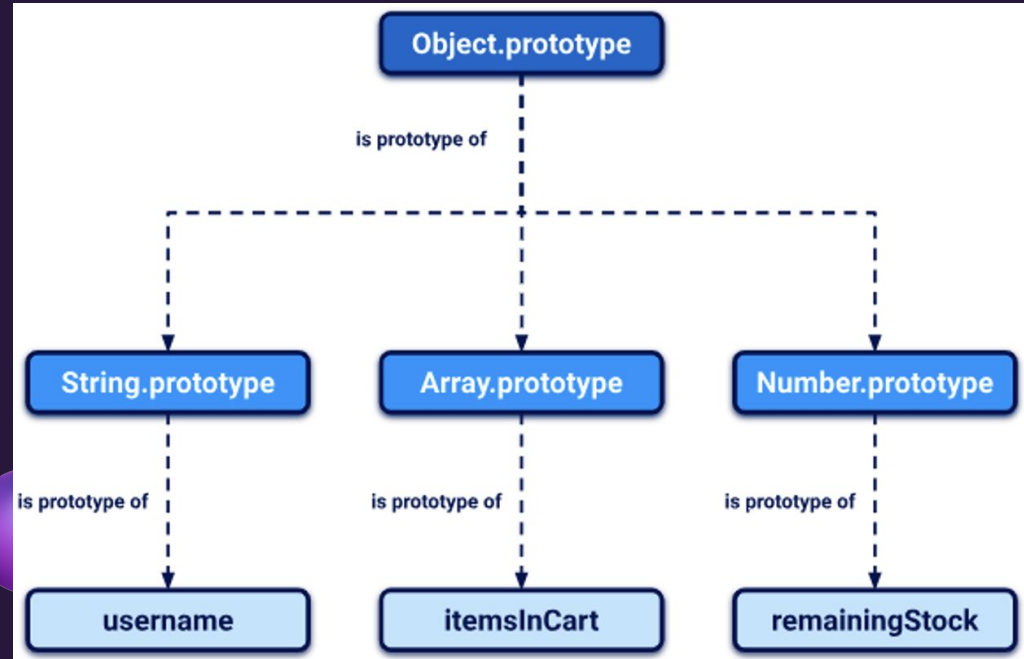 Object.prototype
is prototype of
String.prototype
Array.prototype
Number.prototype
is prototype of
is prototype of
is prototype of
username
itemsInCart
remainingStock